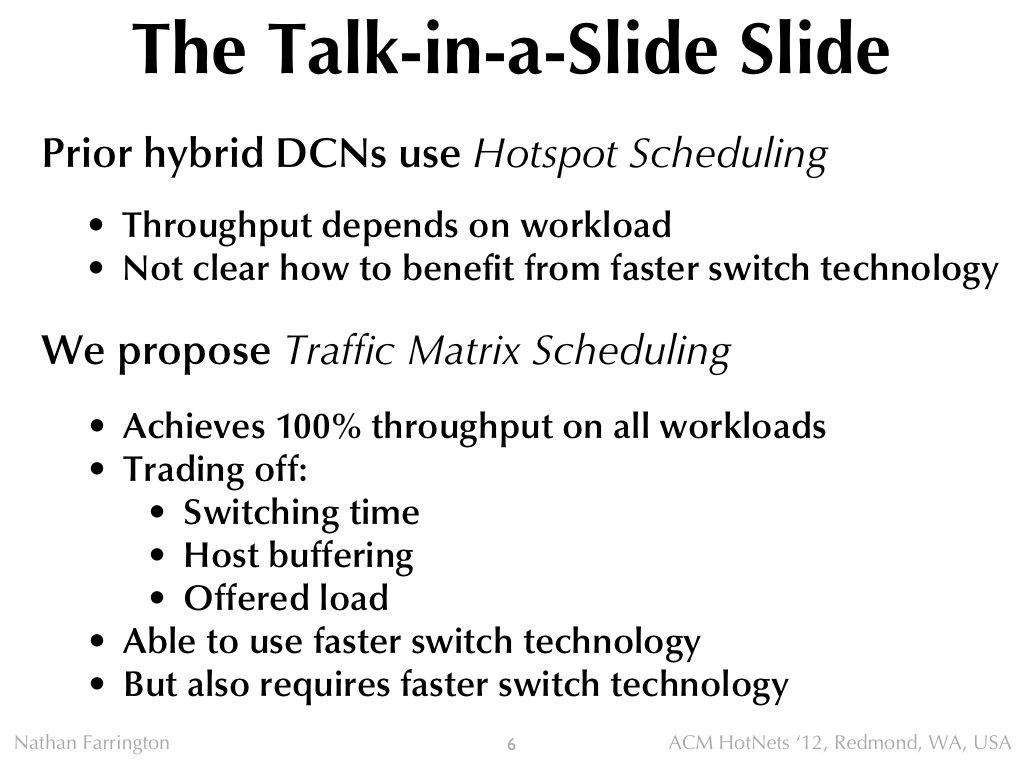 The Talk-in-a-Slide Slide
Prior hybrid DCNs use Hotspot Scheduling
• Throughput depends on workload
• Not clear how to benefit from faster switch technology
We propose Traffic Matrix Scheduling
• Achieves 100% throughput on all workloads
• Trading off:
• Switching time
• Host buffering
• Offered load
• Able to use faster switch technology
• But also requires faster switch technology
Nathan Farrington 6 ACM HotNets ‘12, Redmond, WA, USA